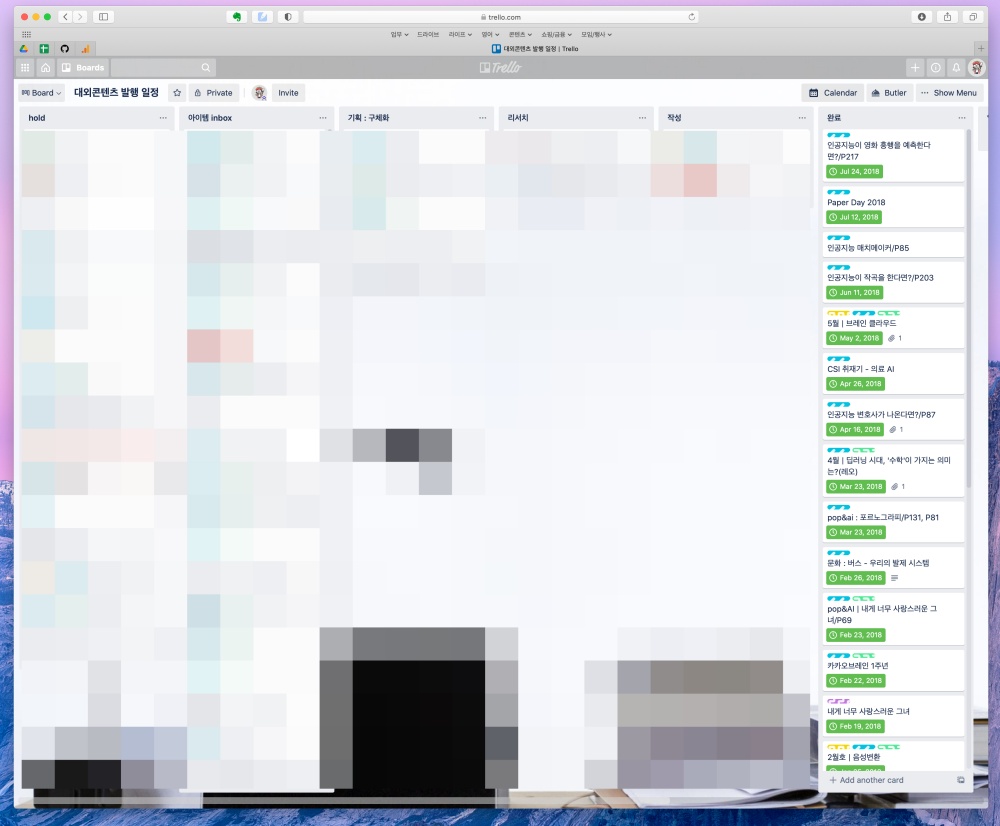 trello.com
업무
드라이브
라이프
영어
콘텐츠
쇼핑/금융
모임/행사
대외콘텐츠 발행 일정 | Trello
Boards
Trello
Board
대외콘텐츠 발행 일정
Private
Invite
Calendar
Butler
Show Menu
hold
아이템 inbox
기획 : 구체화
리서치
작성
완료
인공지능이 영화 흥행을 예측한다
면?/P217
Jul 24, 2018
Paper Day 2018
Jul 12, 2018
인공지능 매치메이커/P85
인공지능이 작곡을 한다면?/P203
Jun 11, 2018
5월 | 브레인 클라우드
May 2, 2018
1
CSI 취재기 - 의료 AI
Apr 26, 2018
인공지능 변호사가 나온다면?/P87
Apr 16, 2018
1
4월 | 딥러닝 시대, '수학'이 가지는 의미
는?(레오)
Mar 23, 2018
1
pop&ai : 포르노그라피/P131, P81
Mar 23, 2018
문화 : 버스 - 우리의 발제 시스템
Feb 26, 2018
pop&AI | 내게 너무 사랑스러운 그
녀/P69
Feb 23, 2018
카카오브레인 1주년
Feb 22, 2018
내게 너무 사랑스러운 그녀
Feb 19, 2018
2월호 | 음성변환
+ Add another card